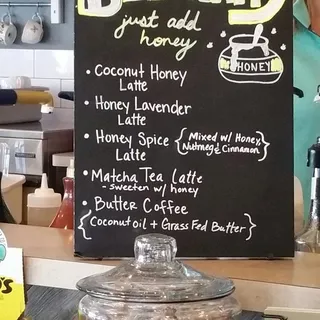 just add
honey
HONEY
• Coconut Honey
Latte
• Honey Lavender
Latte
• Honey Spice {Mixed w/ Honey,
Latte Nutmeg & Cinnamon}
• Matcha Tea Latte
- sweeten w/ honey
• Butter Coffee
{Coconut oil + Grass Fed Butter}